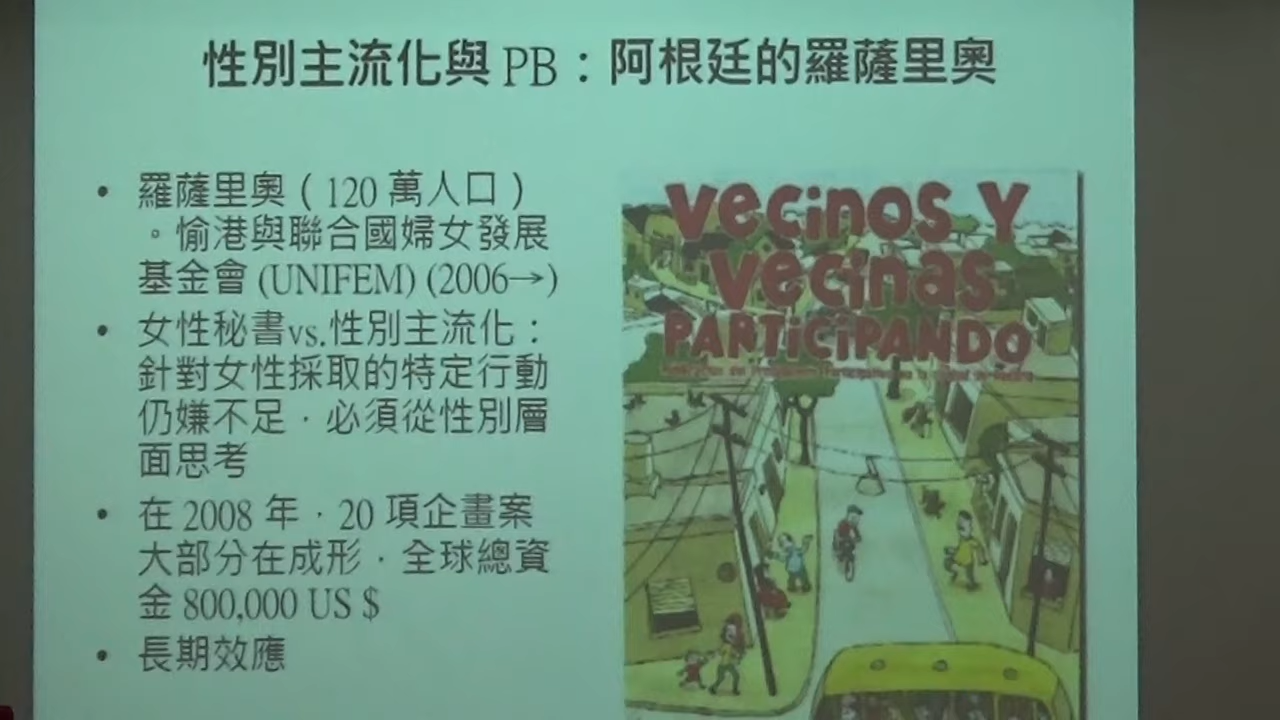 性別主流化與 PB：阿根廷的羅薩里奧
• 羅薩里奧（120 萬人口）
。愉港與聯合國婦女發展
基金會 (UNIFEM) (2006→)
• 女性秘書vs.性別主流化：
針對女性採取的特定行動
仍嫌不足，必須從性別層
面思考
• 在 2008 年，20 項企畫案
大部分在成形，全球總資
金 800,000 US $
• 長期效應
vecinos Y
vecinas
PARTiciPANDO